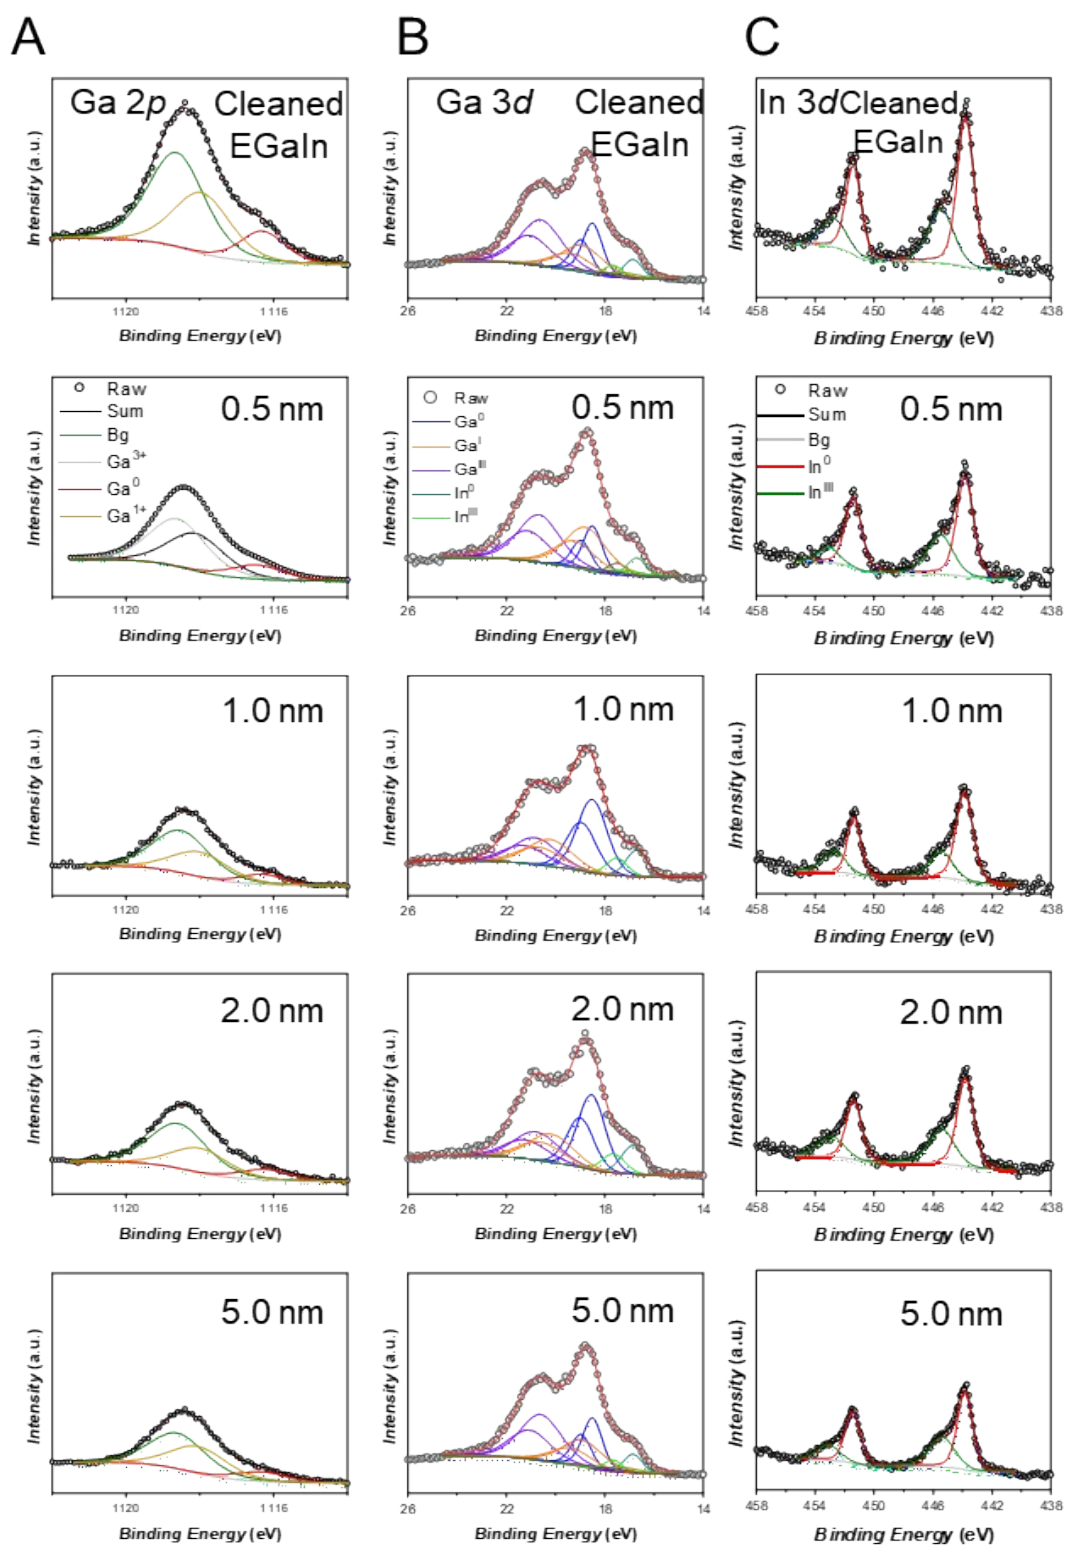 A
B
C
Ga 2p
Cleaned
EGaIn
Intensity (a.u.)
1120
1116
Binding Energy (eV)
Ga 3d
Cleaned
EGaIn
Intensity (a.u.)
26
22
18
14
Binding Energy (eV)
In 3d Cleaned
EGaIn
Intensity (a.u.)
458
454
450
446
442
438
Binding Energy (eV)
0.5 nm
Raw
Sum
Bg
Ga3+
Ga0
Ga1+
Intensity (a.u.)
1120
1116
Binding Energy (eV)
0.5 nm
Raw
Ga0
GaI
GaIII
In0
InIII
Intensity (a.u.)
26
22
18
14
Binding Energy (eV)
0.5 nm
Raw
Sum
Bg
In0
InIII
Intensity (a.u.)
458
454
450
446
442
438
Binding Energy (eV)
1.0 nm
Intensity (a.u.)
1120
1116
Binding Energy (eV)
1.0 nm
Intensity (a.u.)
26
22
18
14
Binding Energy (eV)
1.0 nm
Intensity (a.u.)
458
454
450
446
442
438
Binding Energy (eV)
2.0 nm
Intensity (a.u.)
1120
1116
Binding Energy (eV)
2.0 nm
Intensity (a.u.)
26
22
18
14
Binding Energy (eV)
2.0 nm
Intensity (a.u.)
458
454
450
446
442
438
Binding Energy (eV)
5.0 nm
Intensity (a.u.)
1120
1116
Binding Energy (eV)
5.0 nm
Intensity (a.u.)
26
22
18
14
Binding Energy (eV)
5.0 nm
Intensity (a.u.)
458
454
450
446
442
438
Binding Energy (eV)